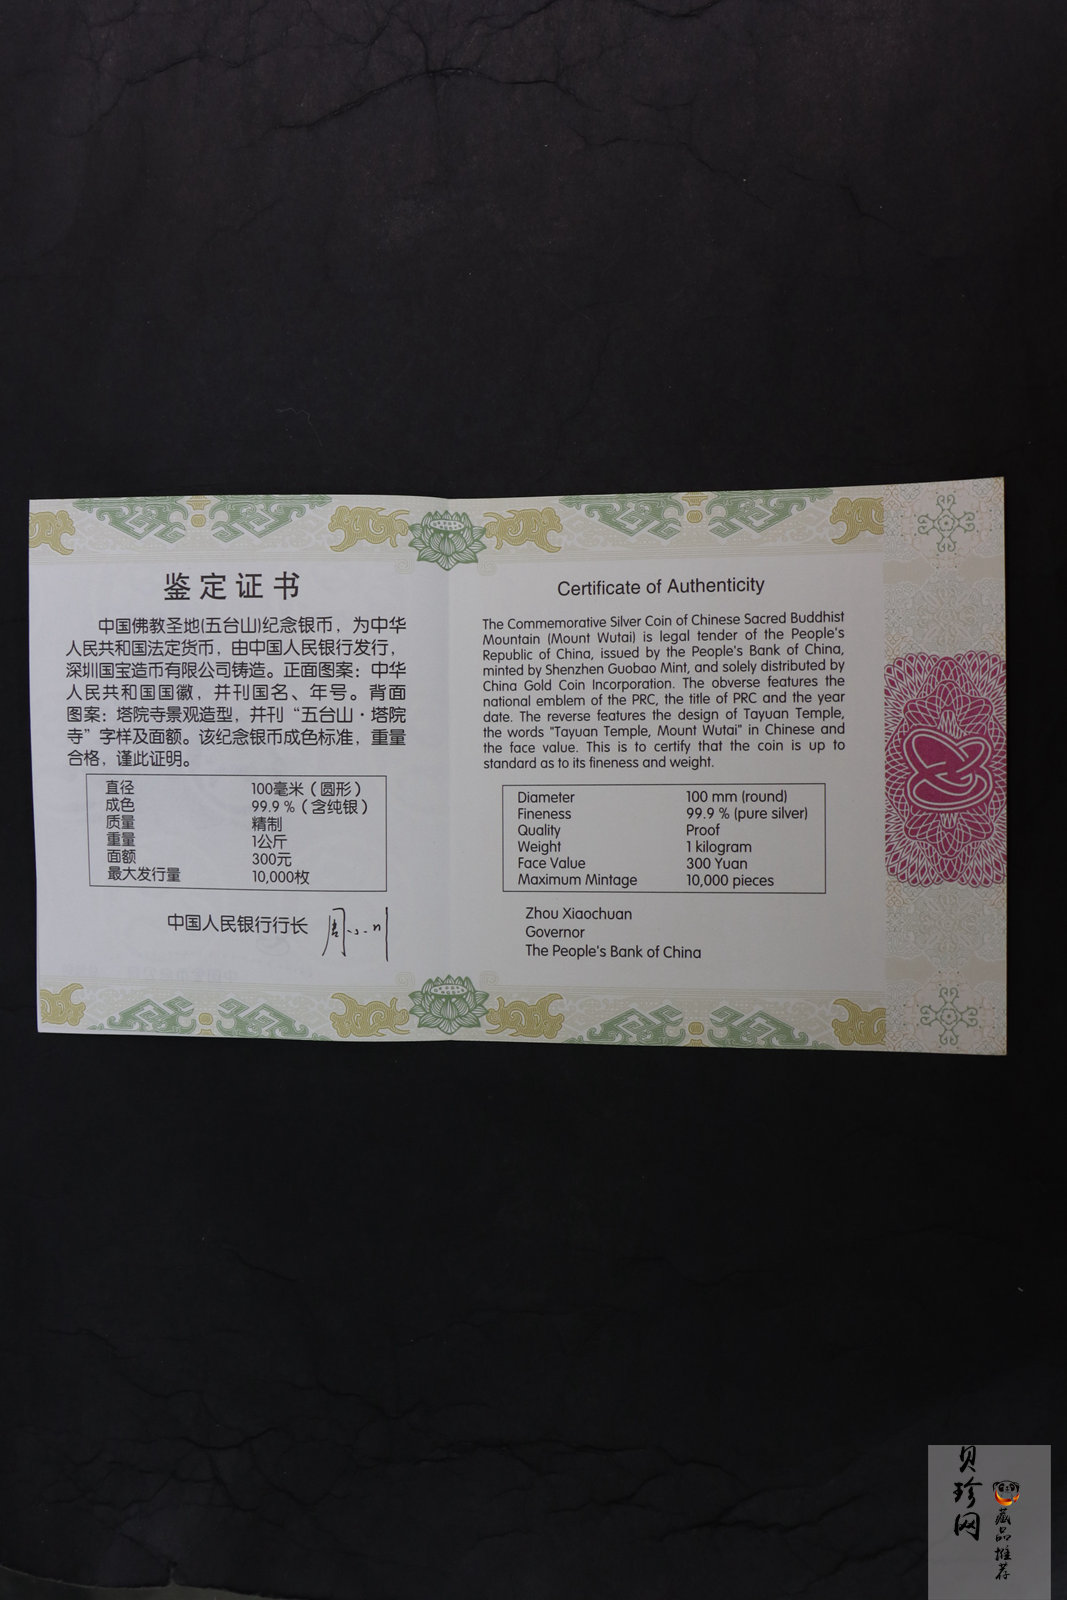 鉴定证书
中国佛教圣地(五台山)纪念银币，为中华
人民共和国法定货币，由中国人民银行发行，
深圳国宝造币有限公司铸造。正面图案：中华
人民共和国国徽，并刊国名、年号。背面
图案：塔院寺景观造型，并刊“五台山·塔院
寺”字样及面额。该纪念银币成色标准，重量
合格，谨此证明。
直径 100毫米（圆形）
成色 99.9％（含纯银）
质量 精制
重量 1公斤
面额 300元
最大发行量 10,000枚
中国人民银行行长 周小川
Certificate of Authenticity
The Commemorative Silver Coin of Chinese Sacred Buddhist
Mountain (Mount Wutai) is legal tender of the People's
Republic of China, issued by the People's Bank of China,
minted by Shenzhen Guobao Mint, and solely distributed by
China Gold Coin Incorporation. The obverse features the
national emblem of the PRC, the title of PRC and the year
date. The reverse features the design of Tayuan Temple,
the words "Tayuan Temple, Mount Wutai" in Chinese and
the face value. This is to certify that the coin is up to
standard as to its fineness and weight.
Diameter 100 mm (round)
Fineness 99.9 % (pure silver)
Quality Proof
Weight 1 kilogram
Face Value 300 Yuan
Maximum Mintage 10,000 pieces
Zhou Xiaochuan
Governor
The People's Bank of China
贝珍网
藏品推荐